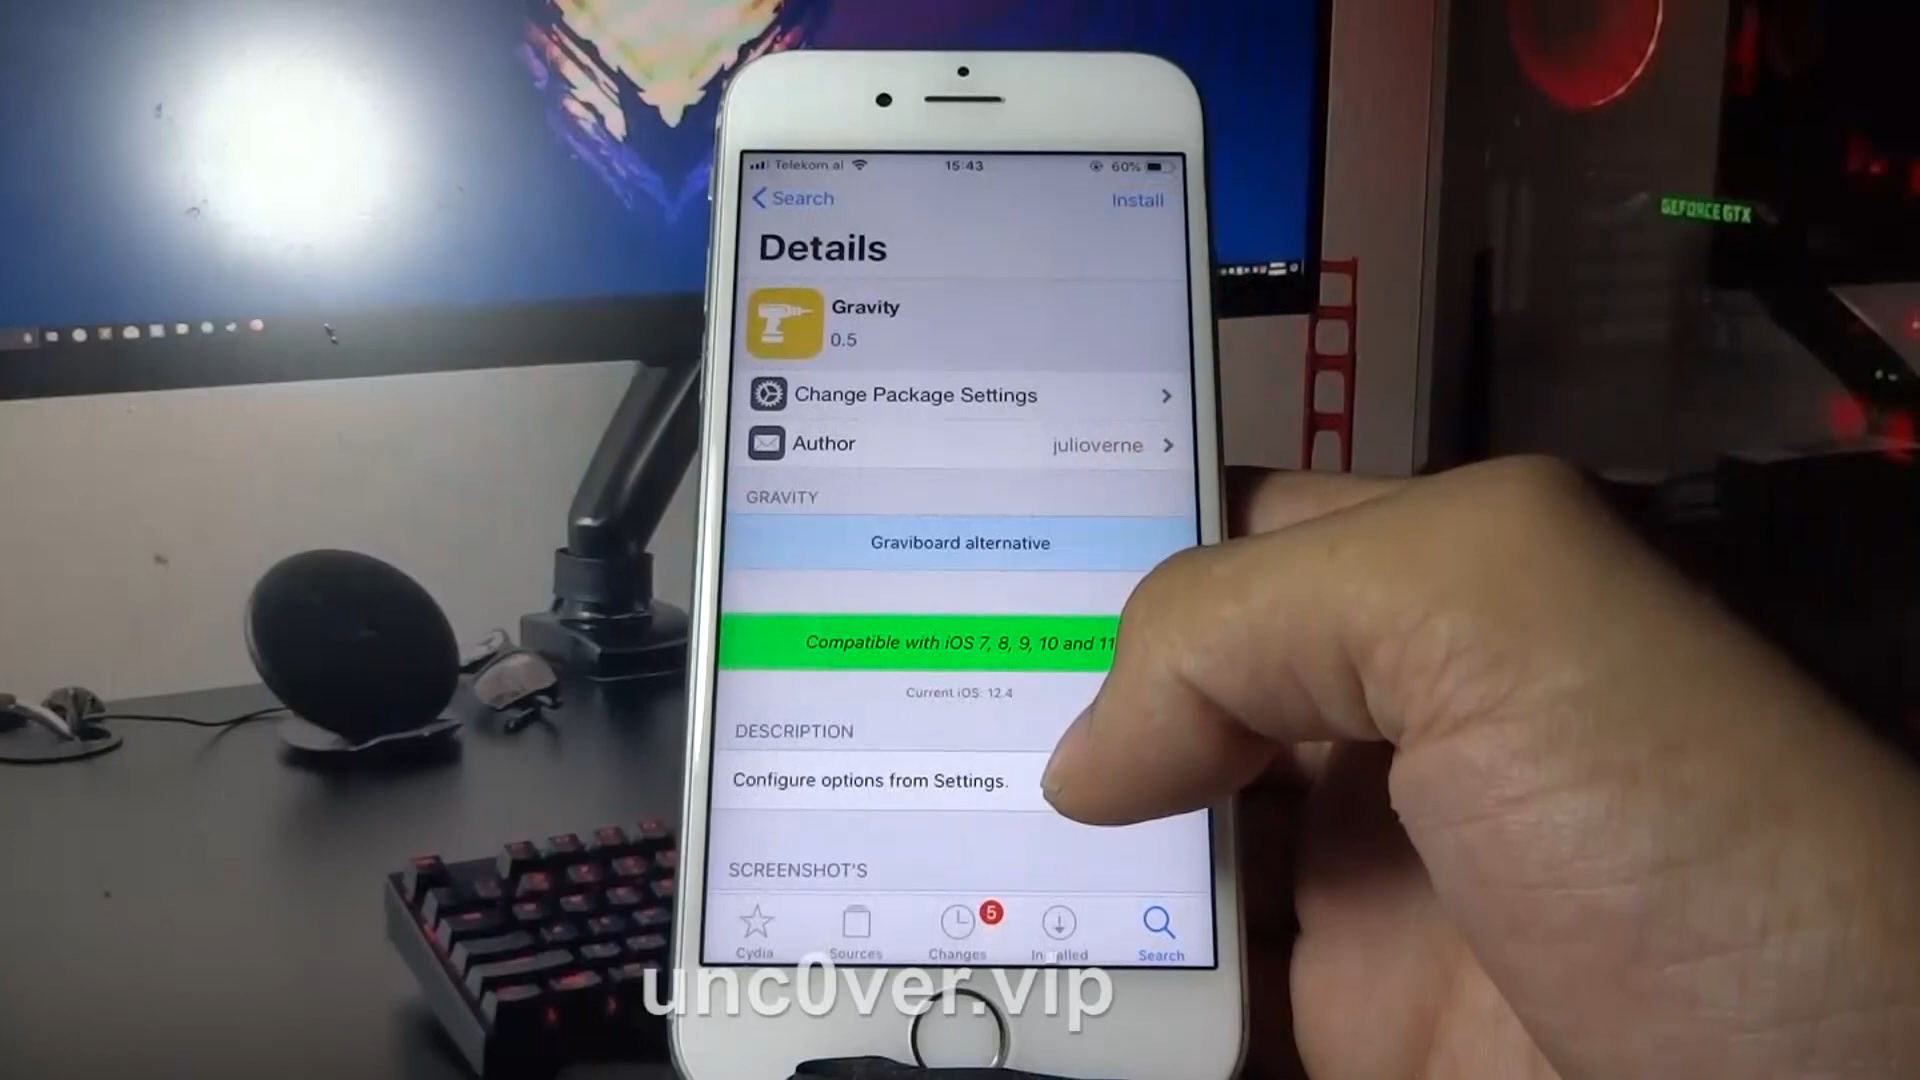 Telekom.al 15:43 60%
Search Install
Details
Gravity
0.5
Change Package Settings
Author julioverne
GRAVITY
Graviboard alternative
Compatible with iOS 7, 8, 9, 10 and 11
Current iOS: 12.4
DESCRIPTION
Configure options from Settings.
SCREENSHOT'S
5
Cydia Sources Changes Installed Search
unc0ver.vip
GEFORCE GTX